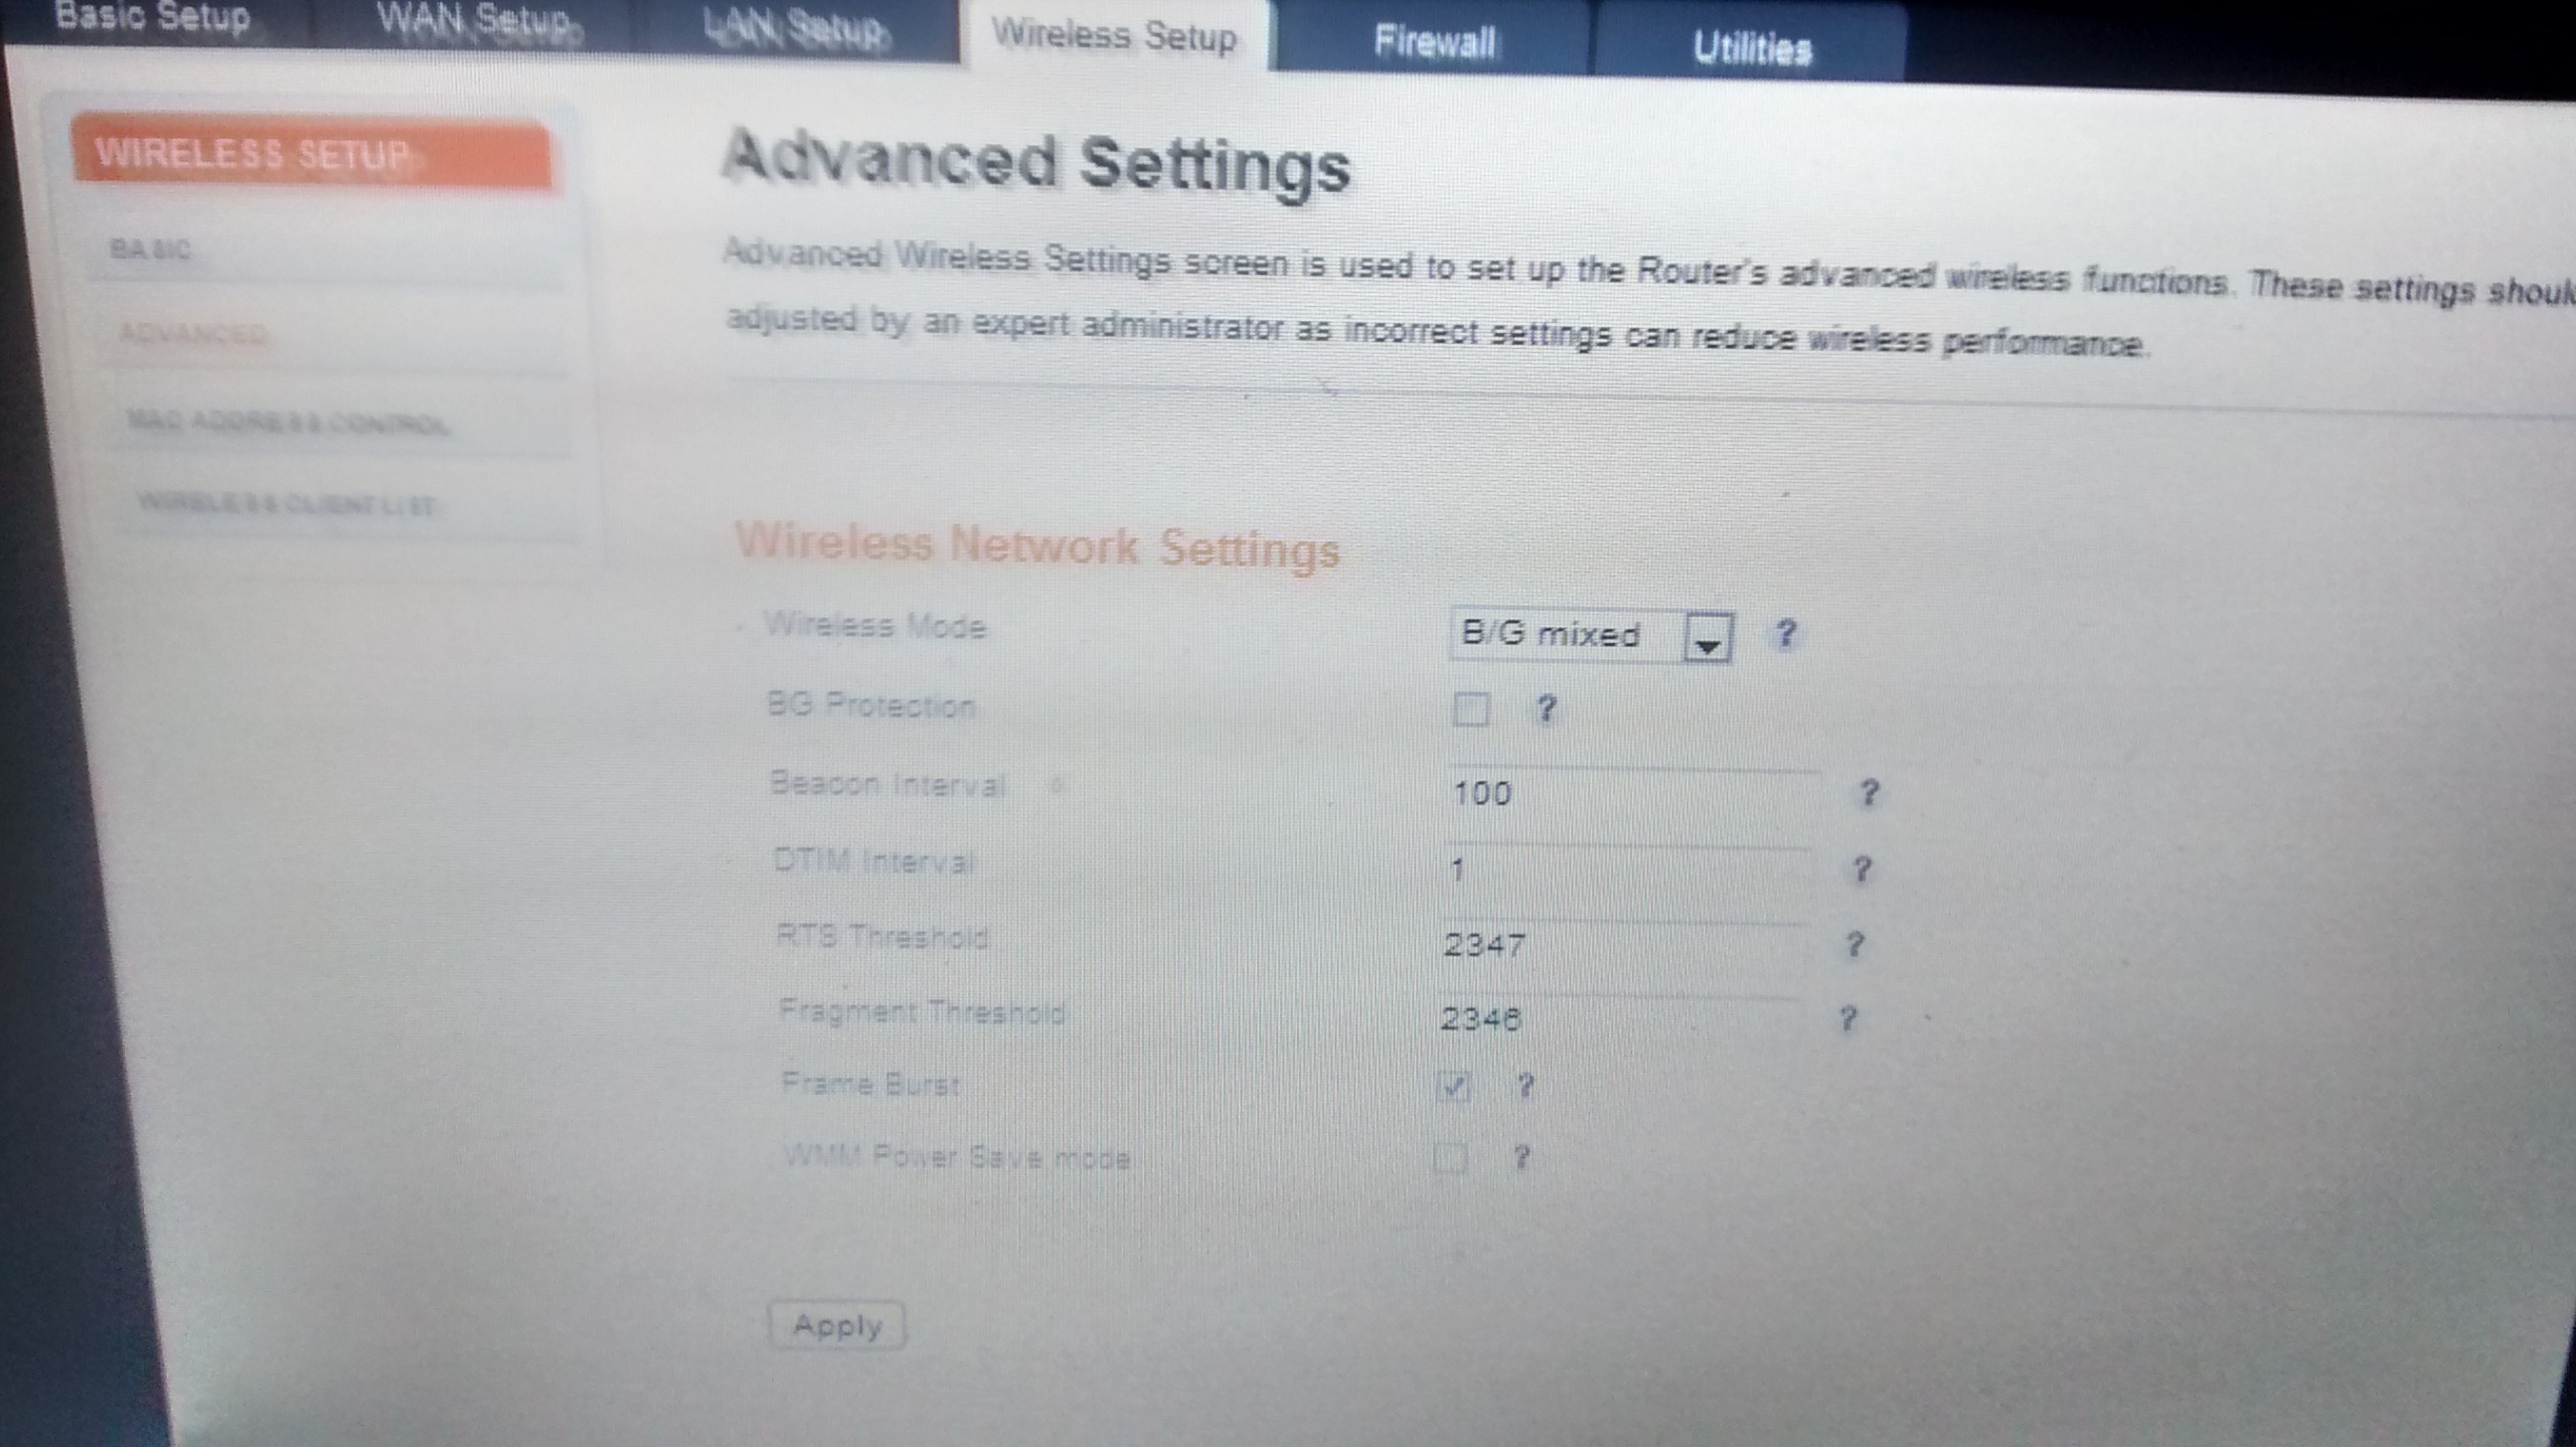 Basic Setup WAN Setup LAN Setup Wireless Setup Firewall Utilities
WIRELESS SETUP
BASIC
ADVANCED
MAC ADDRESS CONTROL
WIRELESS CLIENT LIST
Advanced Settings
Advanced Wireless Settings screen is used to set up the Router's advanced wireless functions. These settings
adjusted by an expert administrator as incorrect settings can reduce wireless performance.
Wireless Network Settings
Wireless Mode B/G mixed ?
BG Protection ?
Beacon Interval 100 ?
DTIM Interval 1 ?
RTS Threshold 2347 ?
Fragment Threshold 2346 ?
Frame Burst ?
WMM Power Save mode ?
Apply